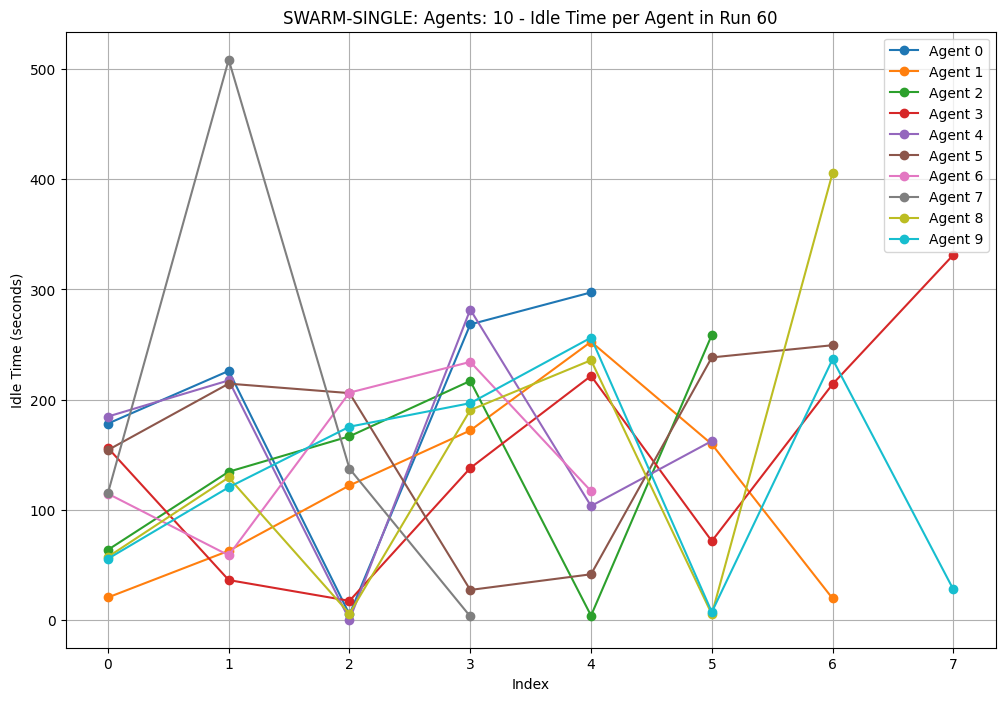 SWARM-SINGLE: Agents: 10 - Idle Time per Agent in Run 60
Idle Time (seconds)
500
400
300
200
100
0
Agent 0
Agent 1
Agent 2
Agent 3
Agent 4
Agent 5
Agent 6
Agent 7
Agent 8
Agent 9
0 1 2 3 4 5 6 7
Index